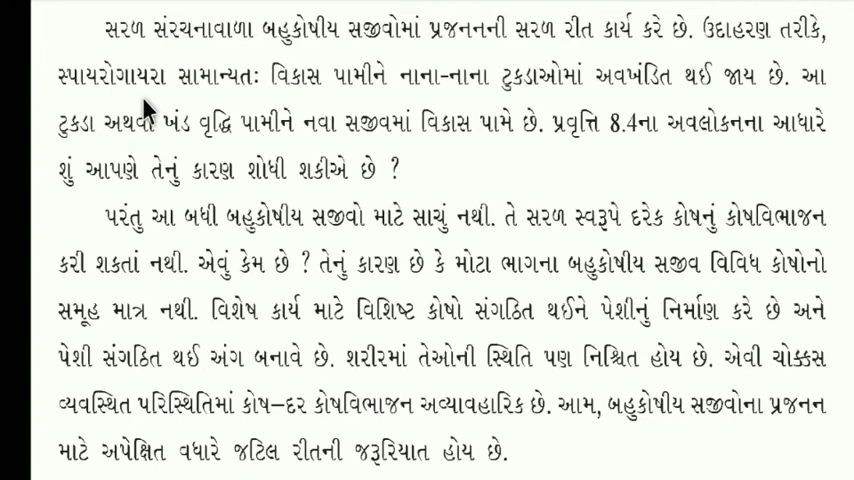 સરળ સંરચનાવાળા બહુકોષીય સજીવોમાં પ્રજનનની સરળ રીત કાર્ય કરે છે. ઉદાહરણ તરીકે,
સ્પાયરોગાયરા સામાન્યતઃ વિકાસ પામીને નાના-નાના ટુકડાઓમાં અવખંડિત થઈ જાય છે. આ
ટુકડા અથવા ખંડ વૃદ્ધિ પામીને નવા સજીવમાં વિકાસ પામે છે. પ્રવૃત્તિ 8.4ના અવલોકનના આધારે
શું આપણે તેનું કારણ શોધી શકીએ છે ?
પરંતુ આ બધી બહુકોષીય સજીવો માટે સાચું નથી. તે સરળ સ્વરૂપે દરેક કોષનું કોષવિભાજન
કરી શકતાં નથી. એવું કેમ છે ? તેનું કારણ છે કે મોટા ભાગના બહુકોષીય સજીવ વિવિધ કોષોનો
સમૂહ માત્ર નથી. વિશેષ કાર્ય માટે વિશિષ્ટ કોષો સંગઠિત થઈને પેશીનું નિર્માણ કરે છે અને
પેશી સંગઠિત થઈ અંગ બનાવે છે. શરીરમાં તેઓની સ્થિતિ પણ નિશ્ચિત હોય છે. એવી ચોક્કસ
વ્યવસ્થિત પરિસ્થિતિમાં કોષ–દર કોષવિભાજન અવ્યાવહારિક છે. આમ, બહુકોષીય સજીવોના પ્રજનન
માટે અપેક્ષિત વધારે જટિલ રીતની જરૂરિયાત હોય છે.